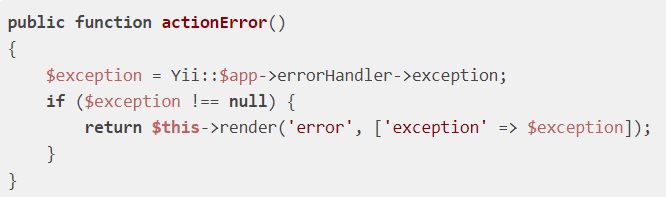 public function actionError()
{
    $exception = Yii::$app->errorHandler->exception;
    if ($exception !== null) {
        return $this->render('error', ['exception' => $exception]);
    }
}